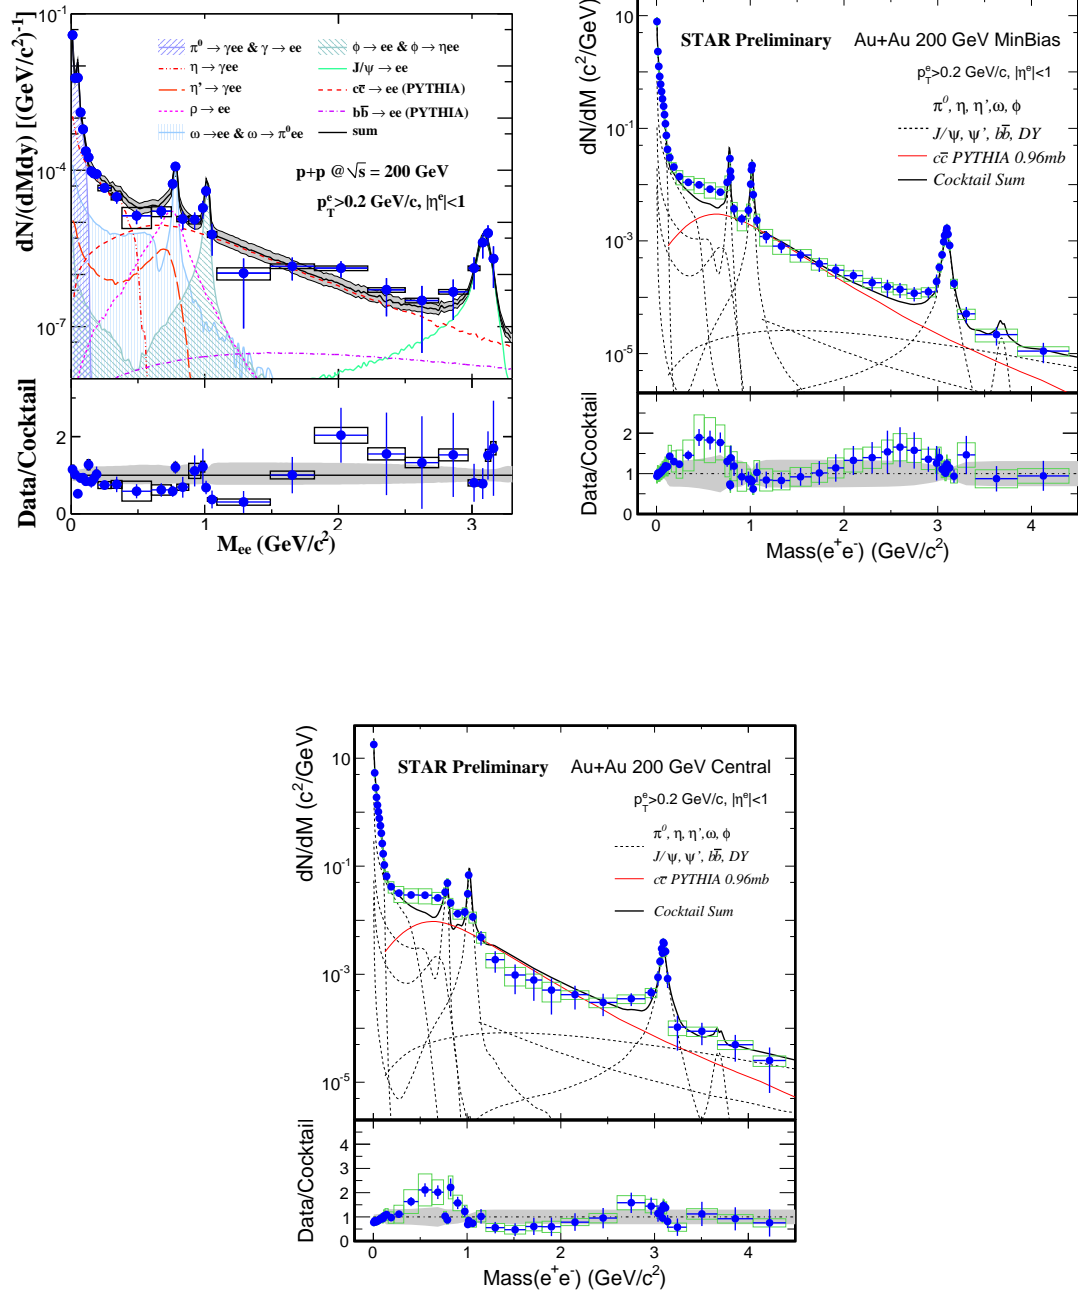 10⁻¹
10⁻⁴
10⁻⁷
dN/(dMdy) [(GeV/c²)⁻¹]
π⁰ → γee & γ → ee
η → γee
η' → γee
ρ → ee
ω → ee & ω → π⁰ee
ϕ → ee & ϕ → ηee
J/ψ → ee
cc̅ → ee (PYTHIA)
bb̅ → ee (PYTHIA)
sum
p+p @ √s = 200 GeV
p_T^e>0.2 GeV/c, |η^e|<1
Data/Cocktail
2
0
0 1 2 3
M_ee (GeV/c²)
dN/dM (c²/GeV)
10
10⁻¹
10⁻³
10⁻⁵
STAR Preliminary Au+Au 200 GeV MinBias
p_T^e>0.2 GeV/c, |η^e|<1
π⁰, η, η', ω, ϕ
J/ψ, ψ', bb̅, DY
cc̅ PYTHIA 0.96mb
Cocktail Sum
Data/Cocktail
2
1.5
1
0.5
0
0 1 2 3 4
Mass(e⁺e⁻) (GeV/c²)
dN/dM (c²/GeV)
10
10⁻¹
10⁻³
10⁻⁵
STAR Preliminary Au+Au 200 GeV Central
p_T^e>0.2 GeV/c, |η^e|<1
π⁰, η, η', ω, ϕ
J/ψ, ψ', bb̅, DY
cc̅ PYTHIA 0.96mb
Cocktail Sum
Data/Cocktail
4
3
2
1
0
0 1 2 3 4
Mass(e⁺e⁻) (GeV/c²)